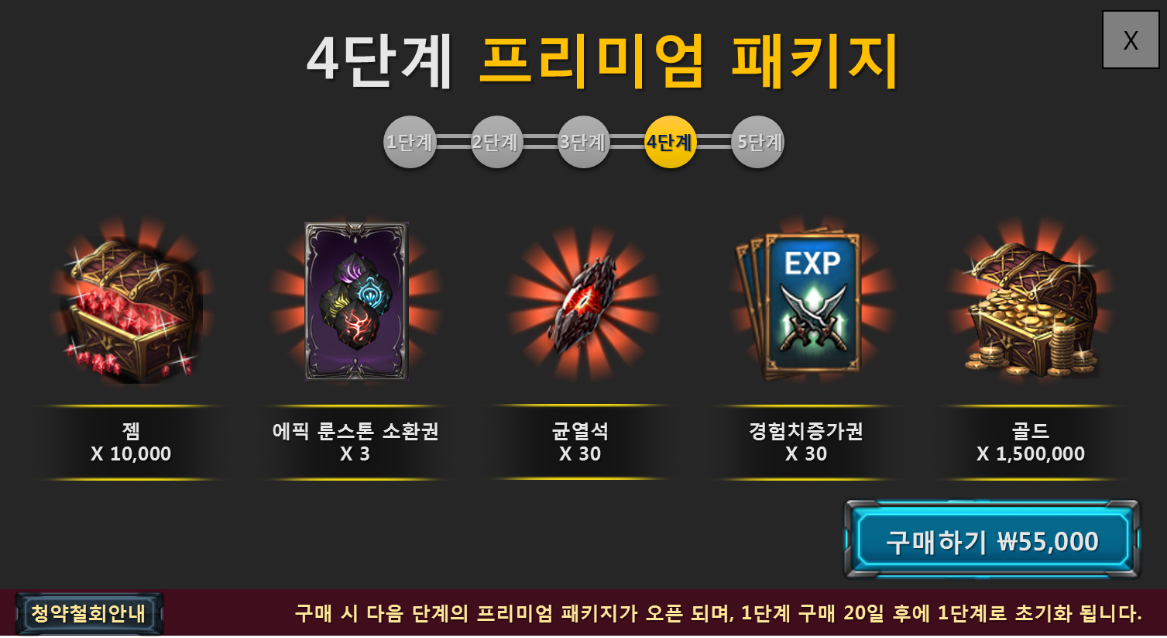 4단계 프리미엄 패키지
X
1단계 2단계 3단계 4단계 5단계
EXP
젬
X 10,000
에픽 룬스톤 소환권
X 3
균열석
X 30
경험치증가권
X 30
골드
X 1,500,000
구매하기 ₩55,000
청약철회안내
구매 시 다음 단계의 프리미엄 패키지가 오픈 되며, 1단계 구매 20일 후에 1단계로 초기화 됩니다.